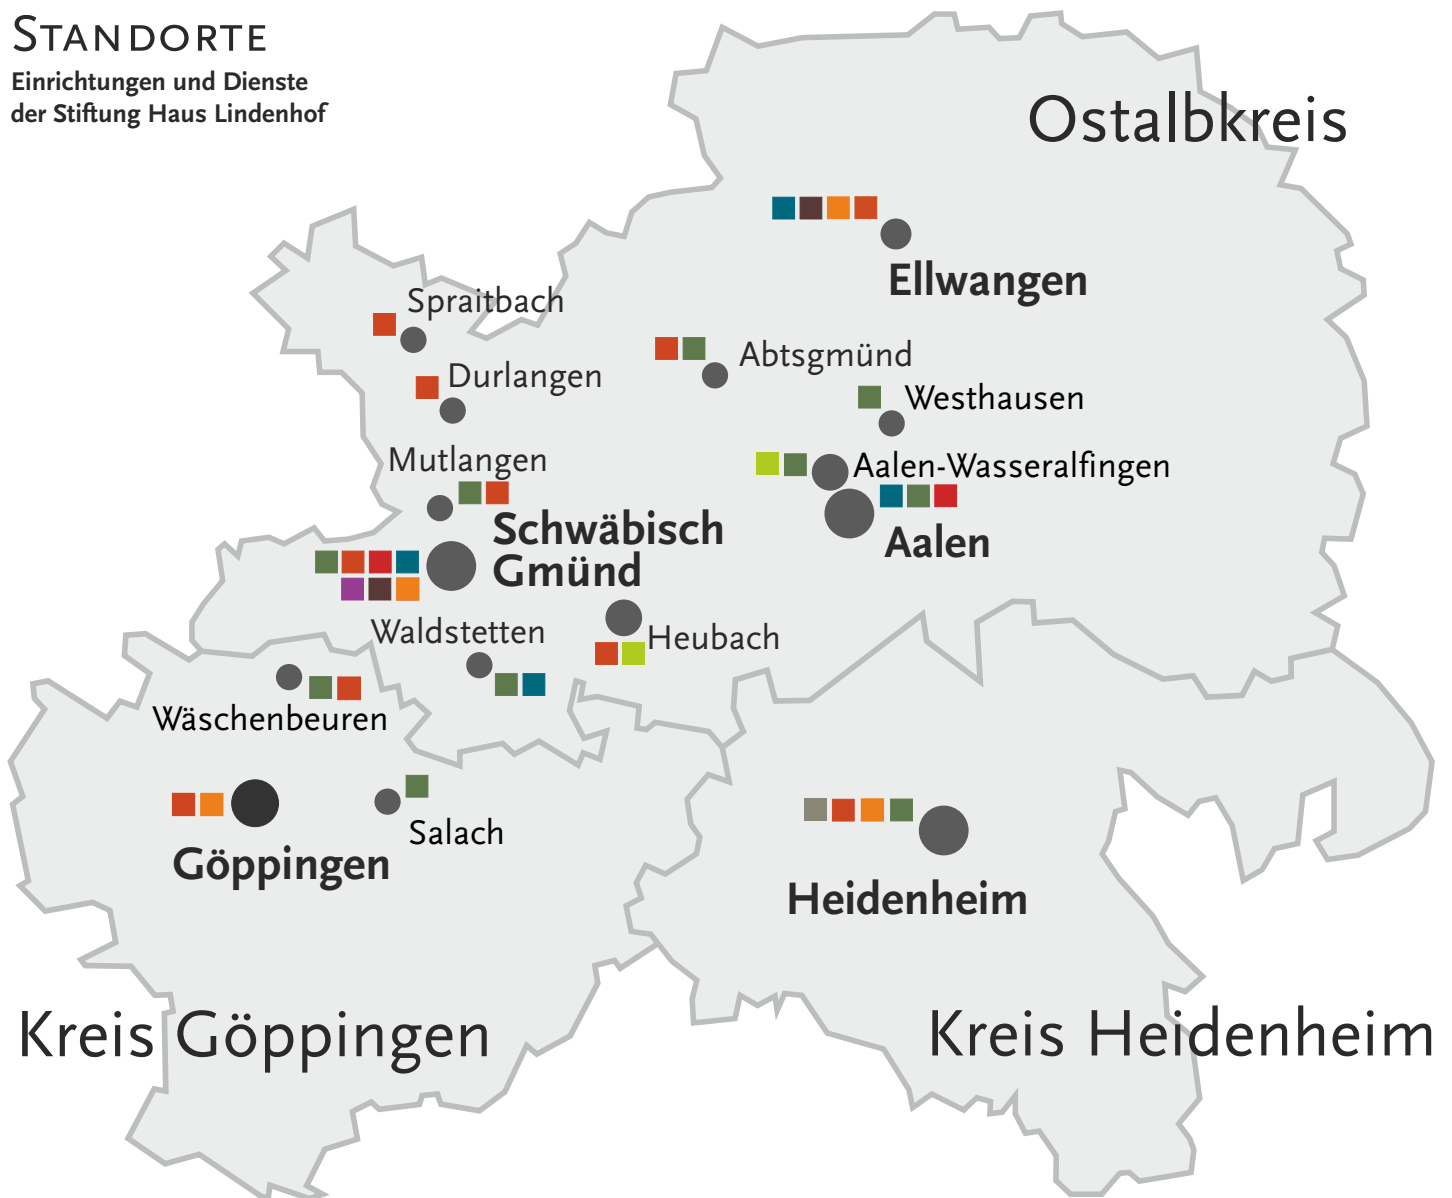 STANDORTE
Einrichtungen und Dienste
der Stiftung Haus Lindenhof
Ostalbkreis
Ellwangen
Spraitbach
Abtsgmünd
Durlangen
Westhausen
Mutlangen
Aalen-Wasseralfingen
Schwäbisch
Gmünd
Aalen
Waldstetten
Heubach
Wäschenbeuren
Salach
Göppingen
Heidenheim
Kreis Göppingen
Kreis Heidenheim